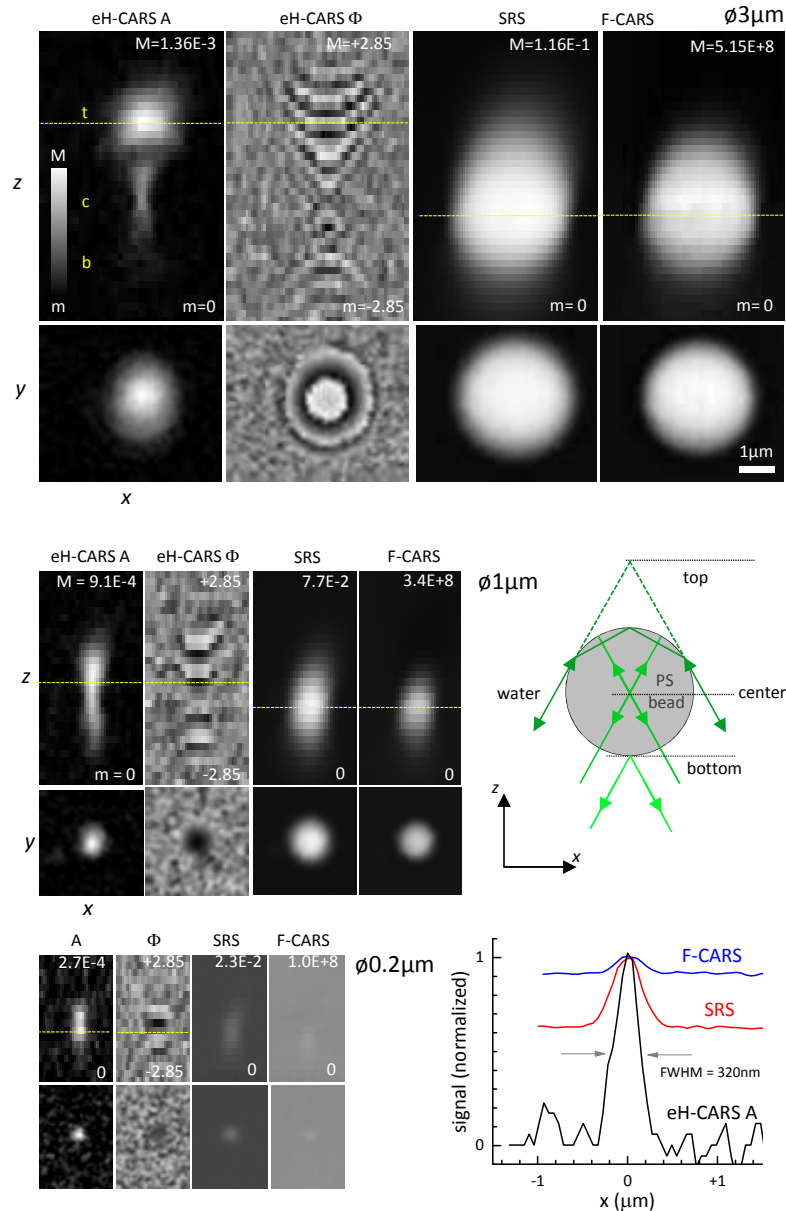 eH-CARS A eH-CARS Φ SRS F-CARS ø3μm
M=1.36E-3 M=+2.85 M=1.16E-1 M=5.15E+8
t
M
z
c
b
m m=0 m=-2.85 m= 0 m= 0
y
1μm
x
eH-CARS A eH-CARS Φ SRS F-CARS ø1μm
M = 9.1E-4 +2.85 7.7E-2 3.4E+8
z
m = 0 -2.85 0 0
y
x
top
PS
water bead center
bottom
z
x
A Φ SRS F-CARS ø0.2μm
2.7E-4 +2.85 2.3E-2 1.0E+8
0 -2.85 0 0
signal (normalized)
1
0
F-CARS
SRS
FWHM = 320nm
eH-CARS A
-1 0 +1
x (μm)